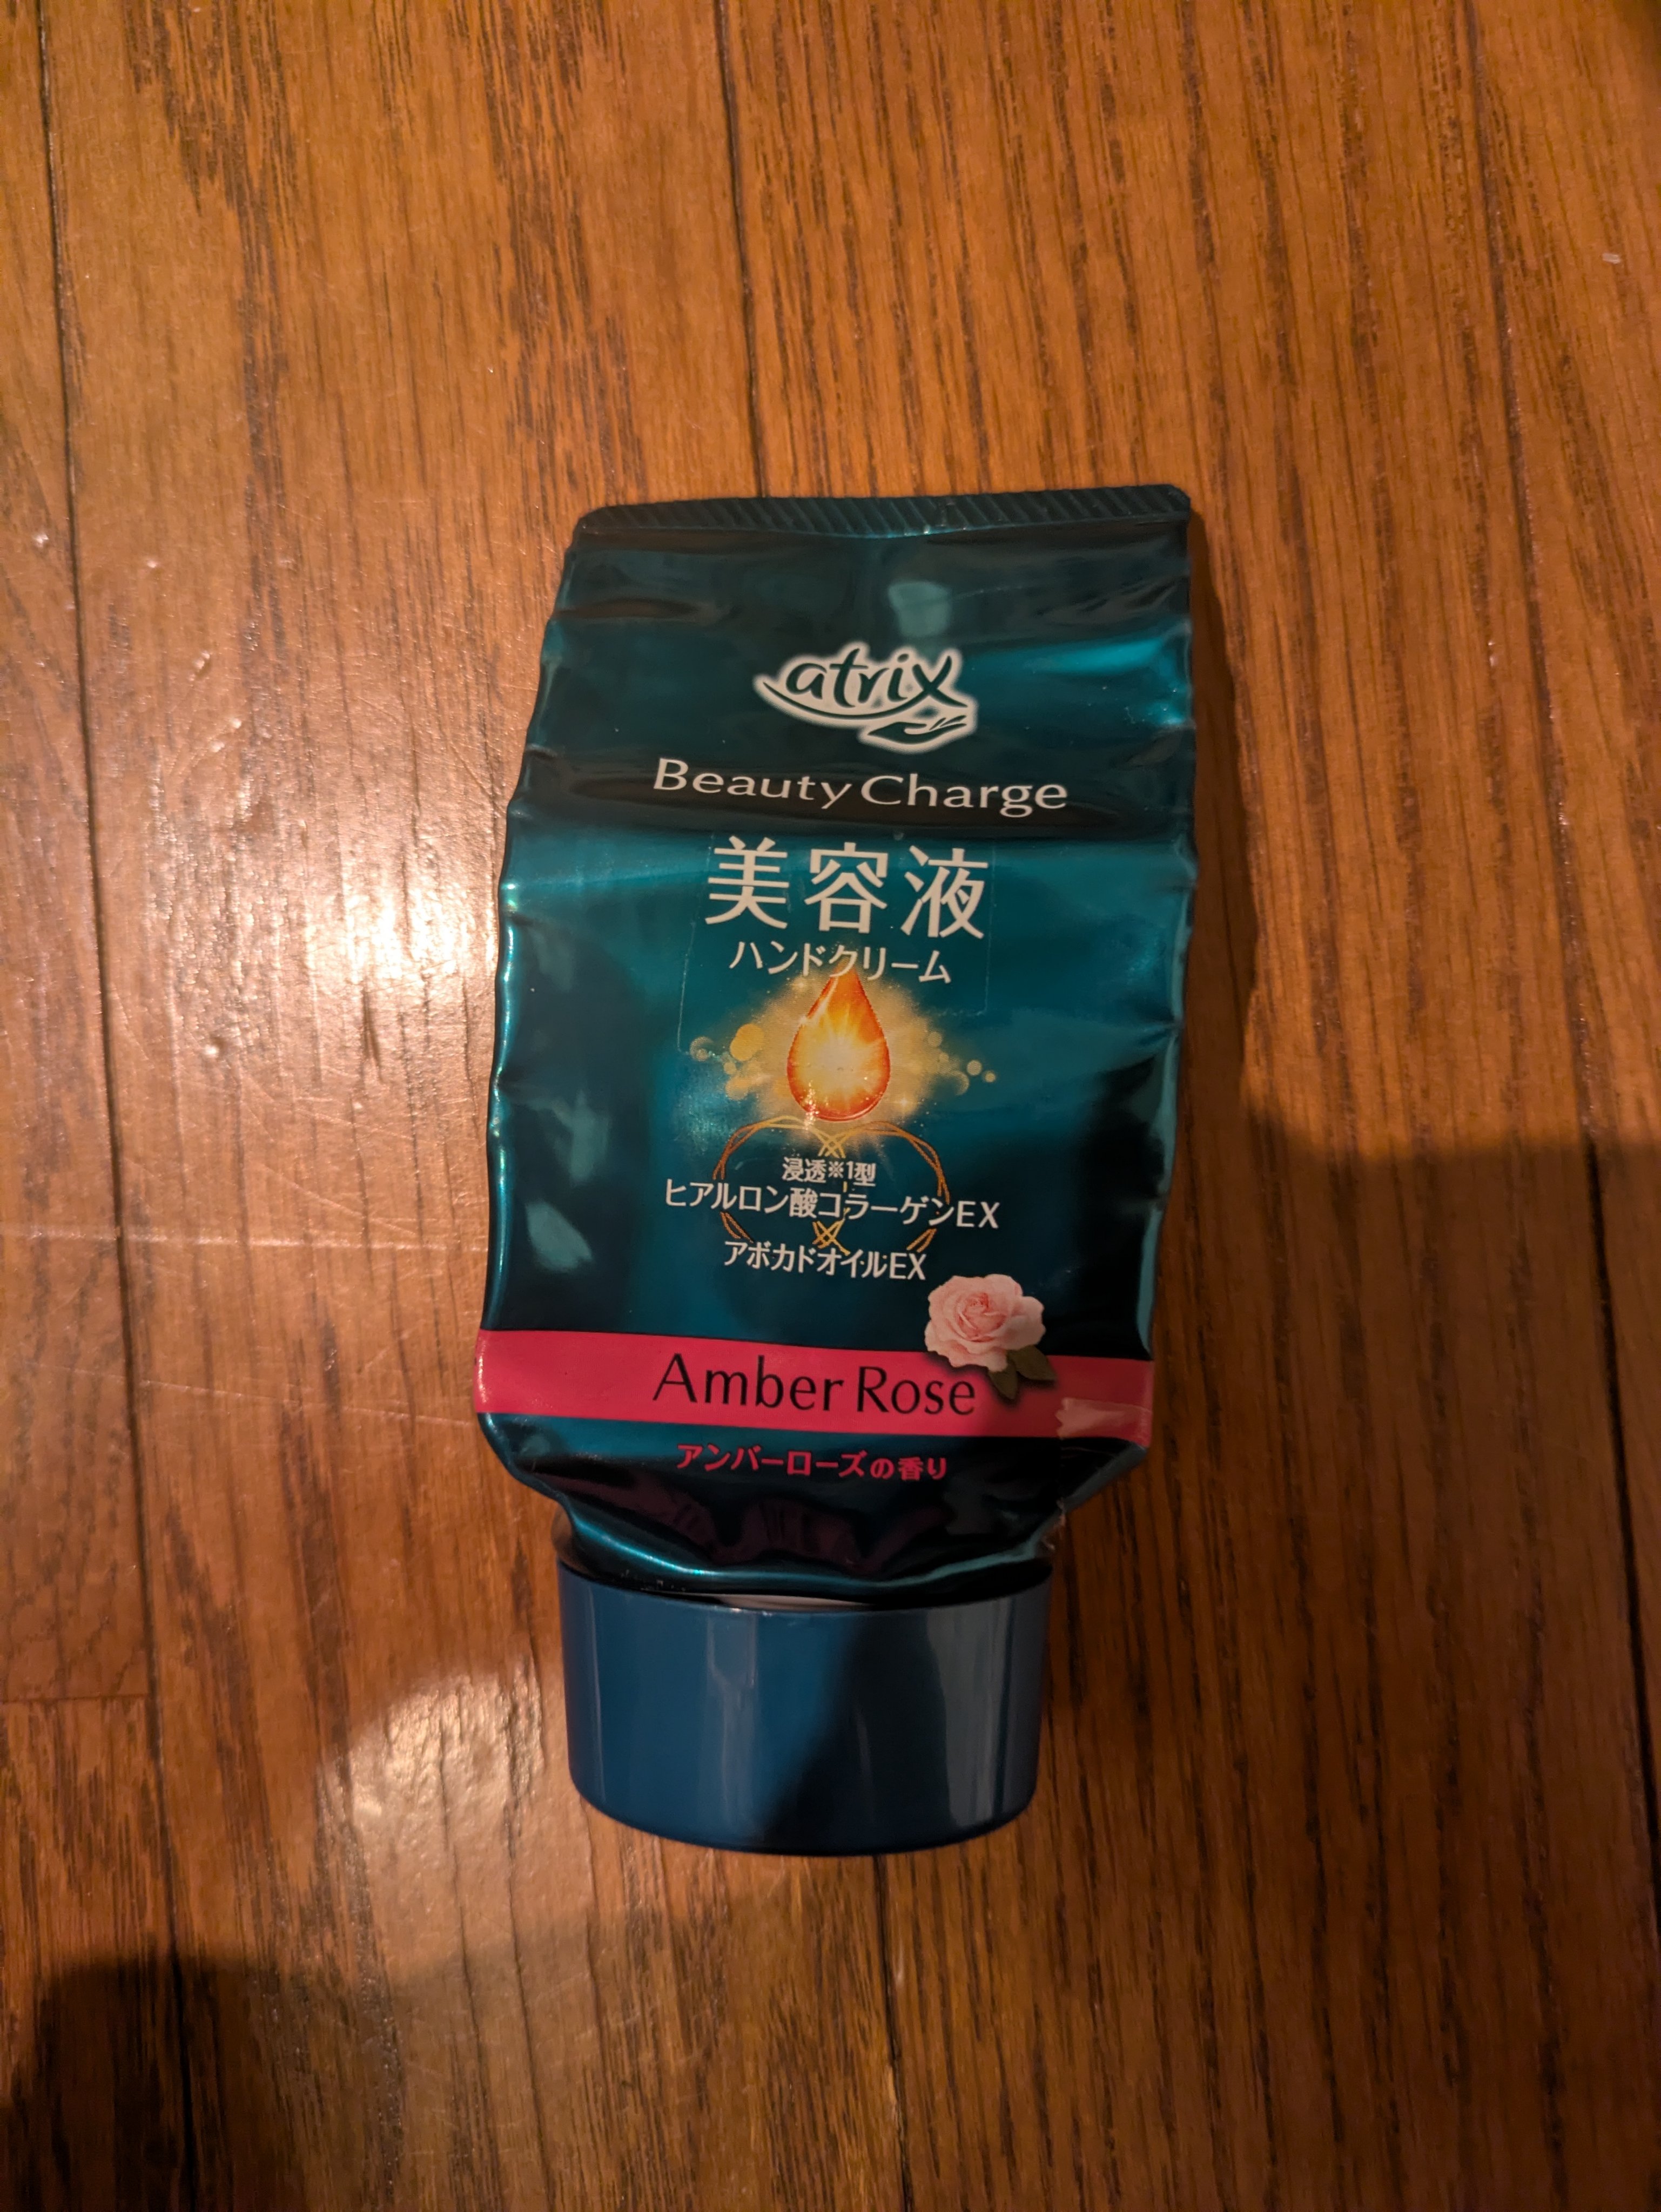 atrix
Beauty Charge
美容液
ハンドクリーム
浸透※1型
ヒアルロン酸コラーゲンEX
アボカドオイルEX
Amber Rose
アンバーローズの香り